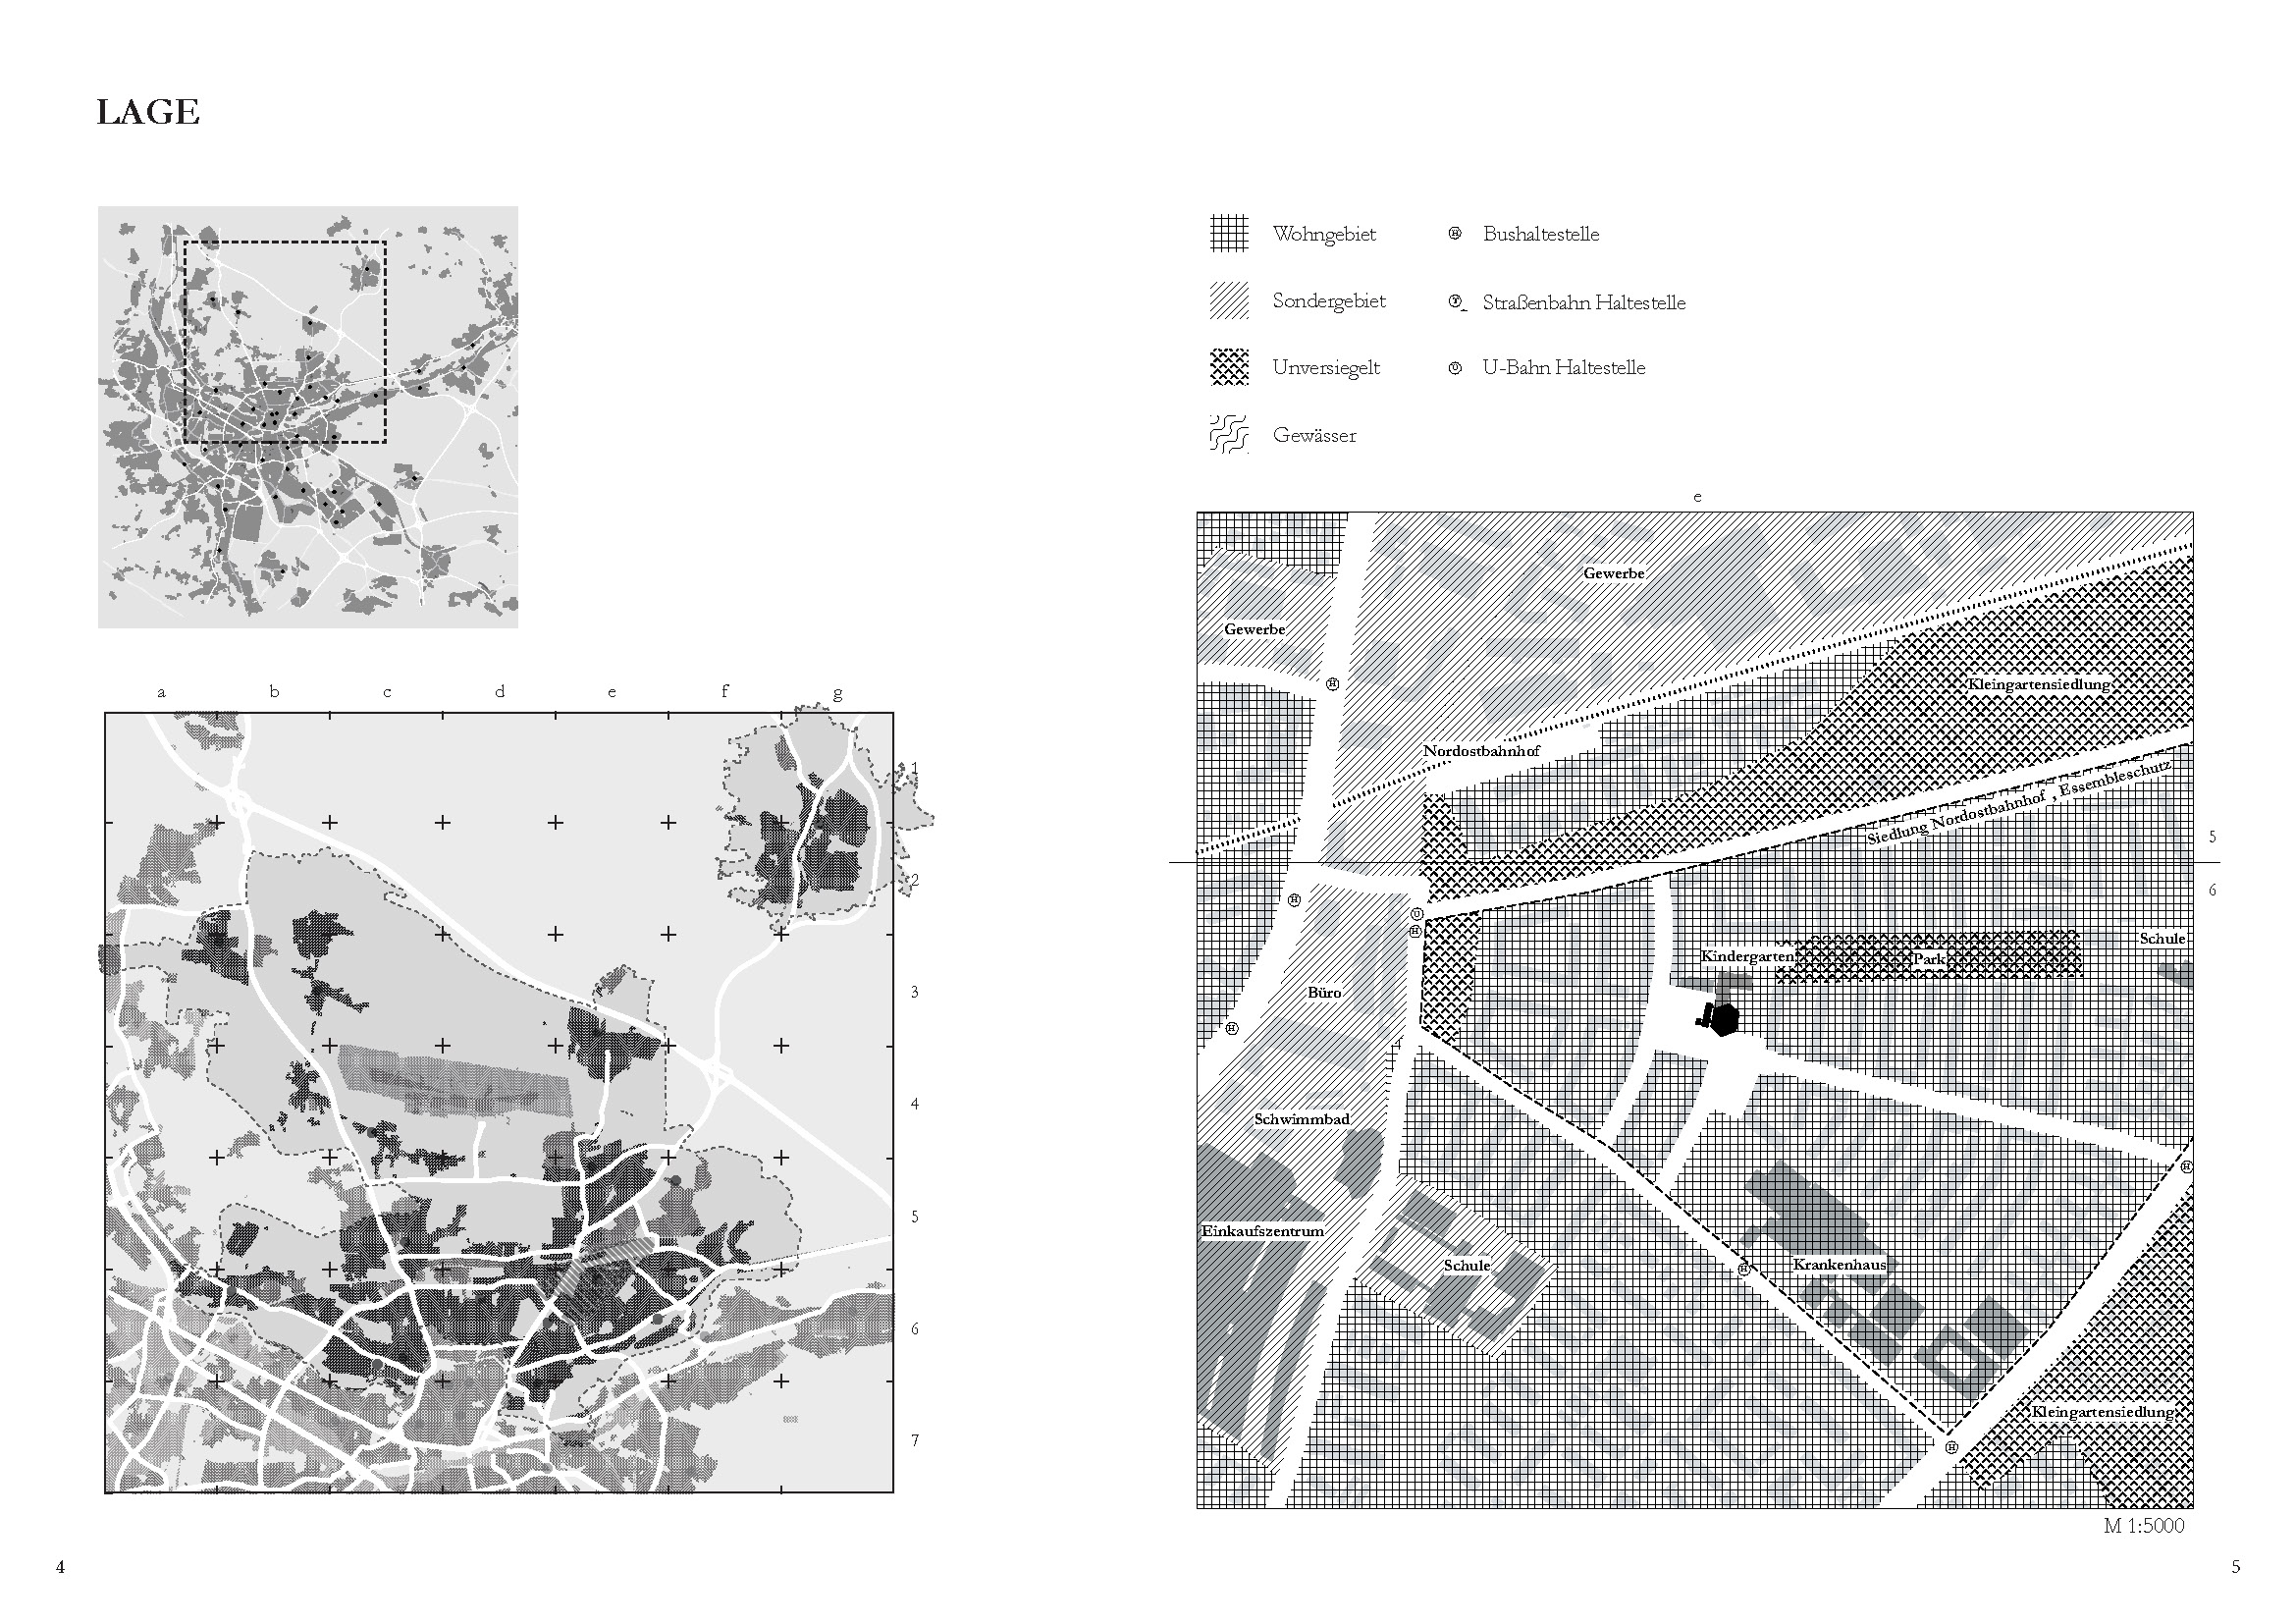 LAGE
a b c d e f g
1
2
3
4
5
6
7
4
Wohngebiet
Bushaltestelle
Sondergebiet
Straßenbahn Haltestelle
Unversiegelt
U-Bahn Haltestelle
Gewässer
e
Gewerbe
Gewerbe
Kleingartensiedlung
Nordostbahnhof
Siedlung Nordostbahnhof , Essembleschutz
5
6
H
H
U
H
Schule
Kindergarten
Park
Büro
H
Schwimmbad
H
Einkaufszentrum
Schule
Krankenhaus
H
Kleingartensiedlung
H
M 1:5000
5